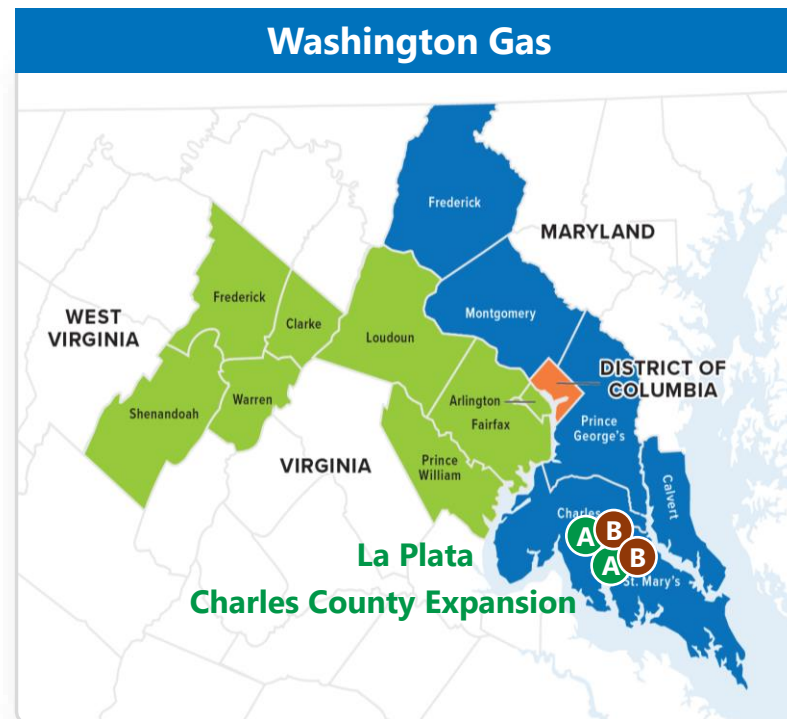 Washington Gas
Frederick
MARYLAND
WEST
VIRGINIA
Frederick
Clarke
Loudoun
Montgomery
DISTRICT OF
COLUMBIA
Shenandoah
Warren
Arlington
Fairfax
Prince
George's
VIRGINIA
Prince
William
Calvert
Charles
A
B
A
B
St. Mary's
La Plata
Charles County Expansion